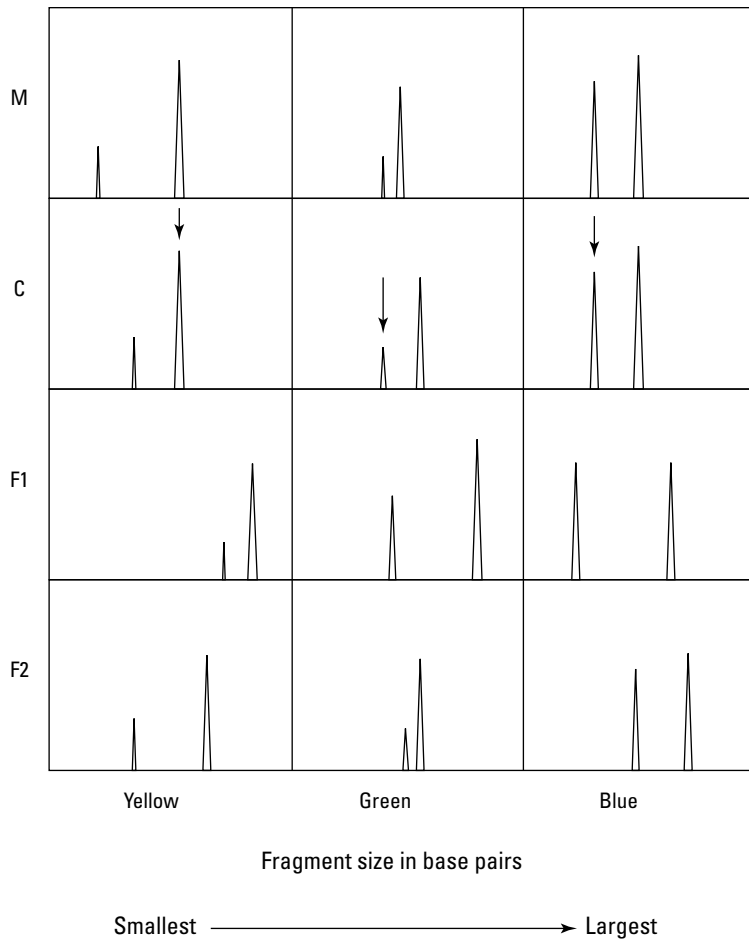 M
C
F1
F2
Yellow Green Blue
Fragment size in base pairs
Smallest Largest